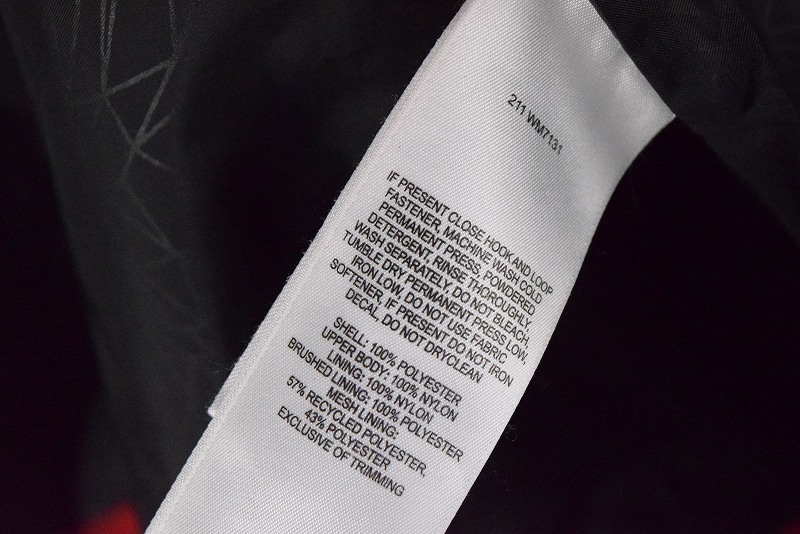 211 WM7131
IF PRESENT CLOSE HOOK AND LOOP
FASTENER, MACHINE WASH COLD
PERMANENT PRESS, POWDERED
DETERGENT, RINSE THOROUGHLY.
WASH SEPARATELY, DO NOT BLEACH,
TUMBLE DRY PERMANENT PRESS LOW,
IRON LOW, DO NOT USE FABRIC
SOFTENER, IF PRESENT DO NOT IRON
DECAL, DO NOT DRYCLEAN
SHELL: 100% POLYESTER
UPPER BODY: 100% NYLON
LINING: 100% NYLON
BRUSHED LINING: 100% POLYESTER
MESH LINING:
57% RECYCLED POLYESTER,
43% POLYESTER
EXCLUSIVE OF TRIMMING